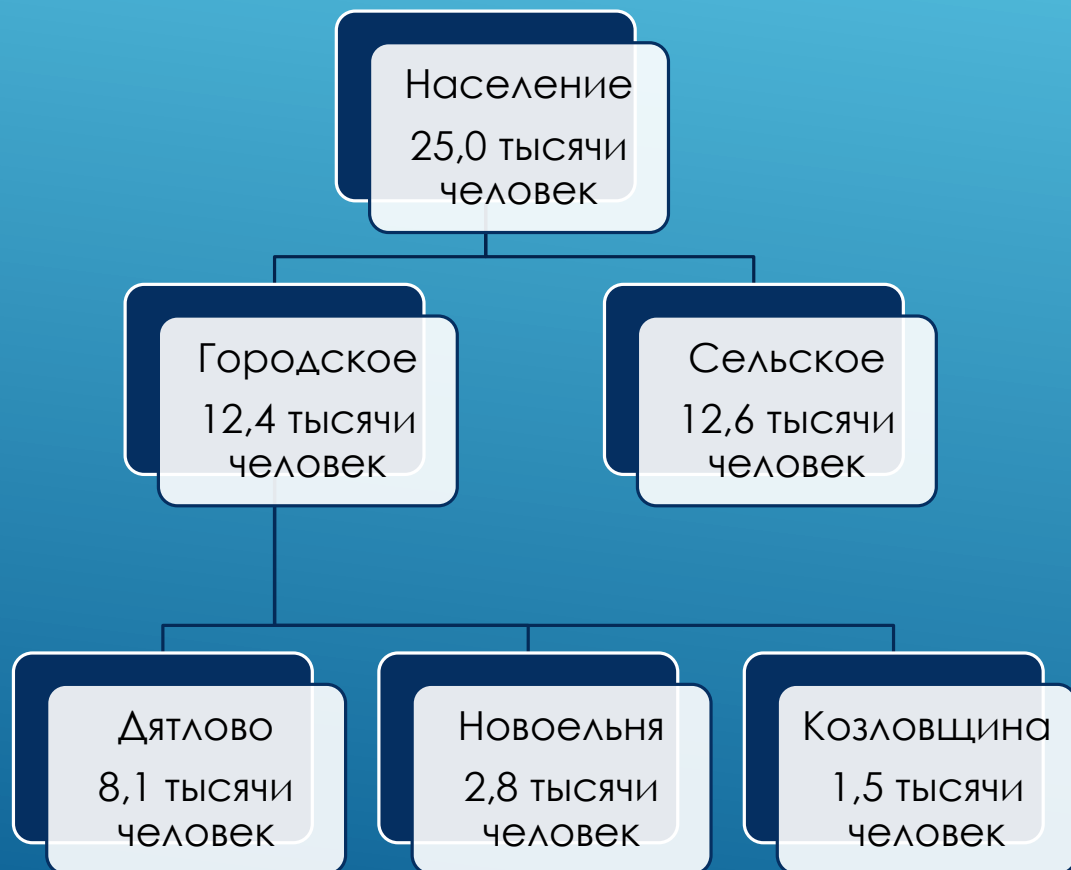 Население
25,0 тысячи
человек
Городское
12,4 тысячи
человек
Сельское
12,6 тысячи
человек
Дятлово
8,1 тысячи
человек
Новоельня
2,8 тысячи
человек
Козловщина
1,5 тысячи
человек